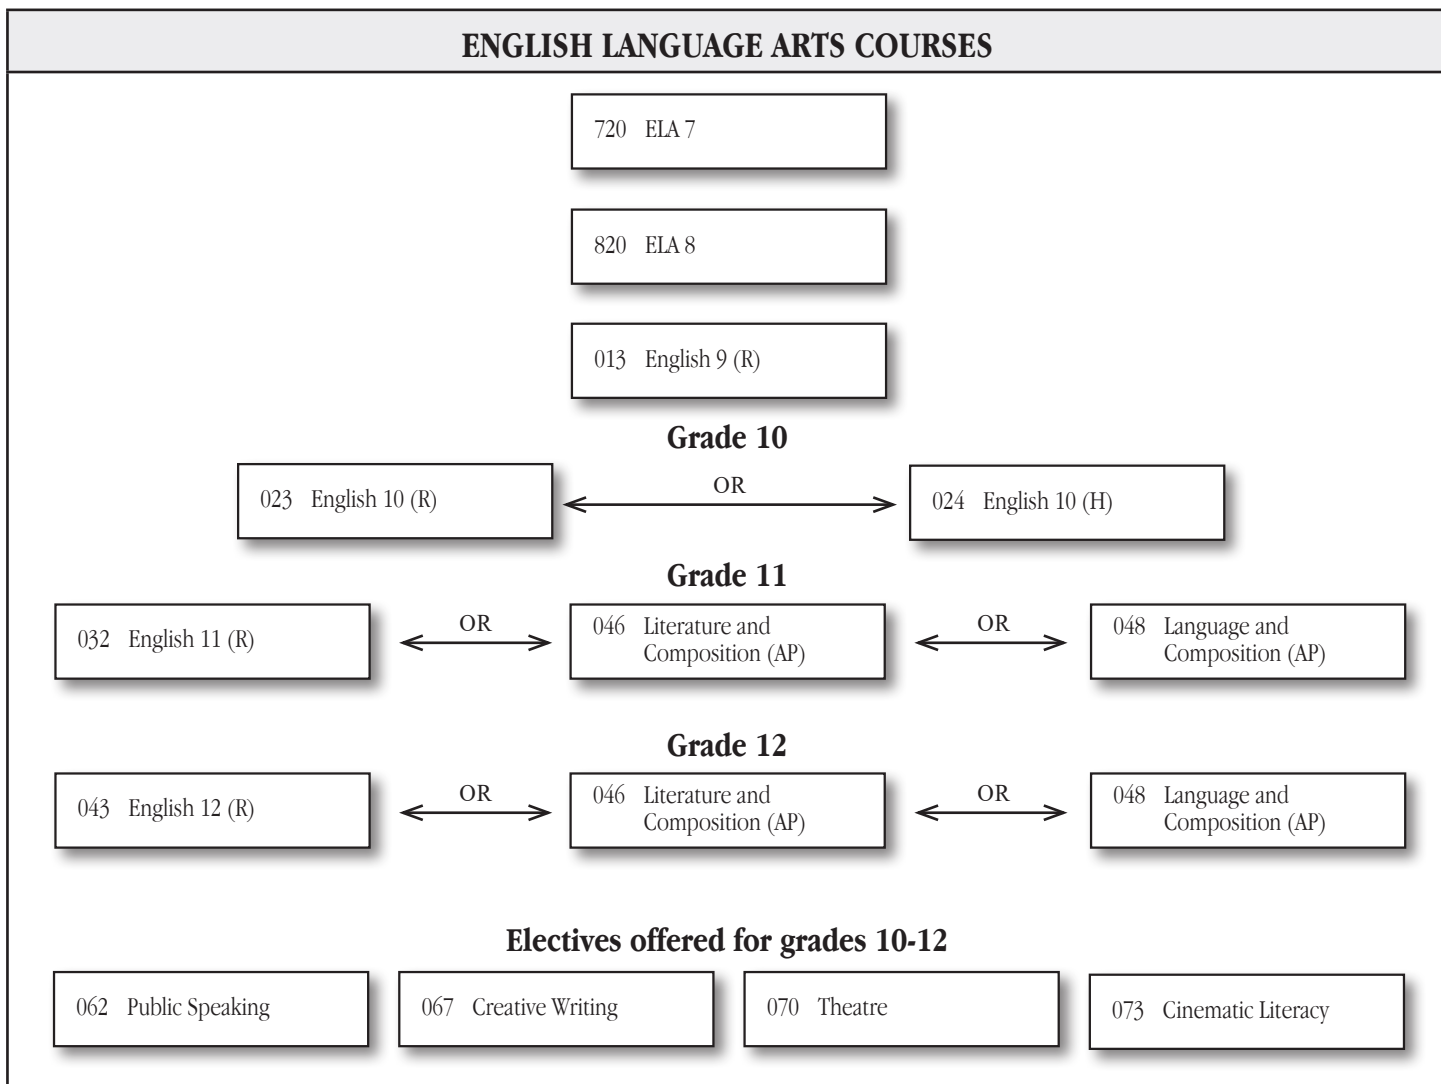 ENGLISH LANGUAGE ARTS COURSES
720 ELA 7
820 ELA 8
013 English 9 (R)
Grade 10
023 English 10 (R)
OR
024 English 10 (H)
Grade 11
032 English 11 (R)
OR
046 Literature and
Composition (AP)
OR
048 Language and
Composition (AP)
Grade 12
043 English 12 (R)
OR
046 Literature and
Composition (AP)
OR
048 Language and
Composition (AP)
Electives offered for grades 10-12
062 Public Speaking
067 Creative Writing
070 Theatre
073 Cinematic Literacy